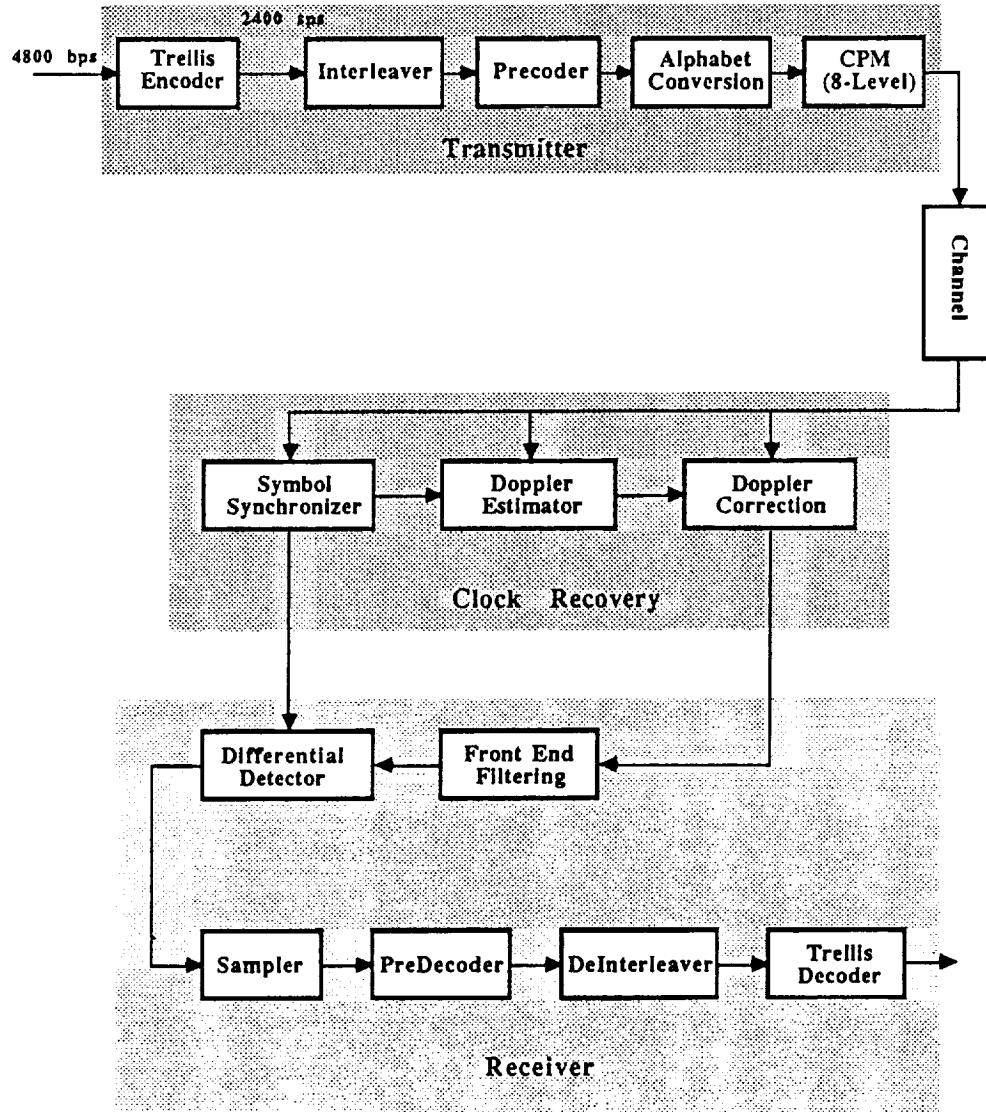 2400 sps
4800 bps
Trellis
Encoder
Interleaver
Precoder
Alphabet
Conversion
CPM
(8-Level)
Transmitter
Channel
Symbol
Synchronizer
Doppler
Estimator
Doppler
Correction
Clock Recovery
Differential
Detector
Front End
Filtering
Sampler
PreDecoder
DeInterleaver
Trellis
Decoder
Receiver